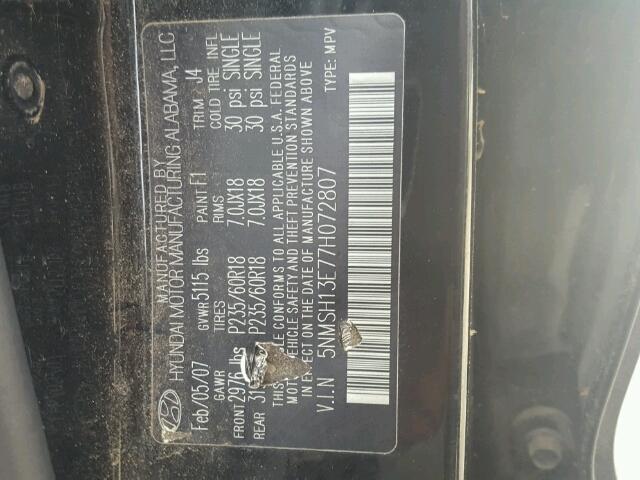 MANUFACTURED BY
HYUNDAI MOTOR MANUFACTURING ALABAMA, LLC
Feb/05/07 GVWR 5115 lbs PAINT F1 TRIM J4
GAWR TIRES RIMS COLD TIRE INFL
FRONT 2976 lbs P235/60R18 7.0JX18 30 psi SINGLE
REAR P235/60R18 7.0JX18 30 psi SINGLE
THIS VEHICLE CONFORMS TO ALL APPLICABLE U.S.A. FEDERAL
MOTOR VEHICLE SAFETY AND THEFT PREVENTION STANDARDS
IN EFFECT ON THE DATE OF MANUFACTURE SHOWN ABOVE
V.I.N 5NMSH13E77H072807 TYPE: MPV